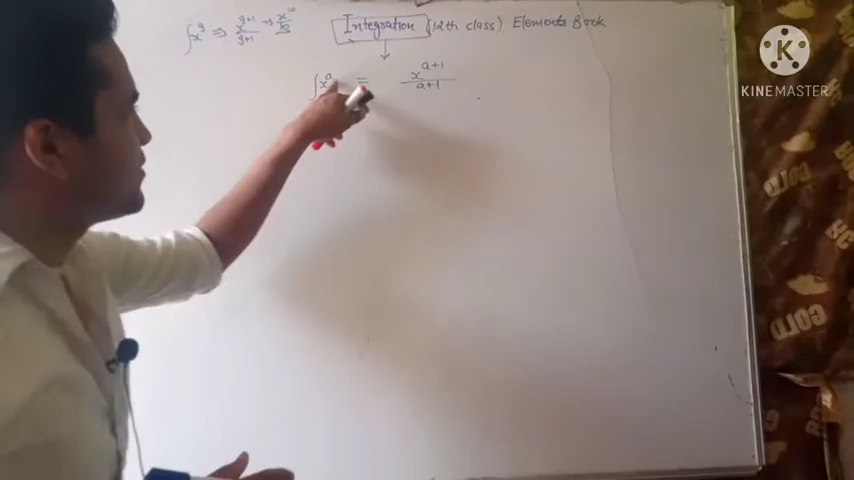 ∫x⁹ ⇒ x⁹⁺¹/9+1 ⇒ x¹⁰/10
Integration (12th class) Elements Book
∫xᵃ = xᵃ⁺¹/a+1
KINEMASTER